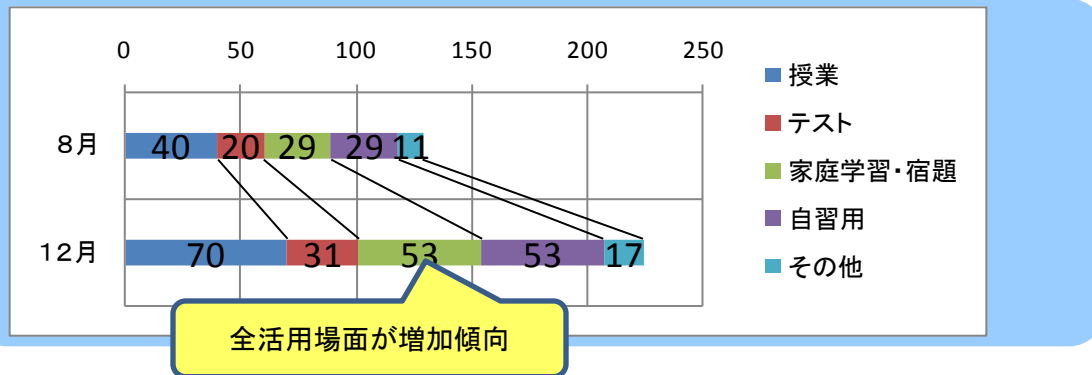 0 50 100 150 200 250
8月 40 20 29 29 11
12月 70 31 53 53 17
授業
テスト
家庭学習・宿題
自習用
その他
全活用場面が増加傾向